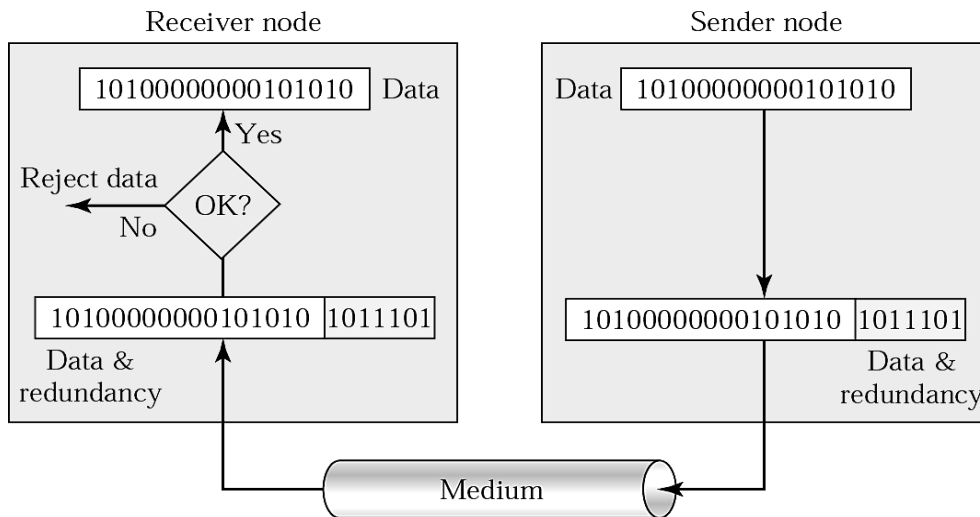 Receiver node
Sender node
10100000000101010 Data
Data 10100000000101010
Yes
Reject data
OK?
No
10100000000101010 1011101
10100000000101010 1011101
Data &
redundancy
Data &
redundancy
Medium